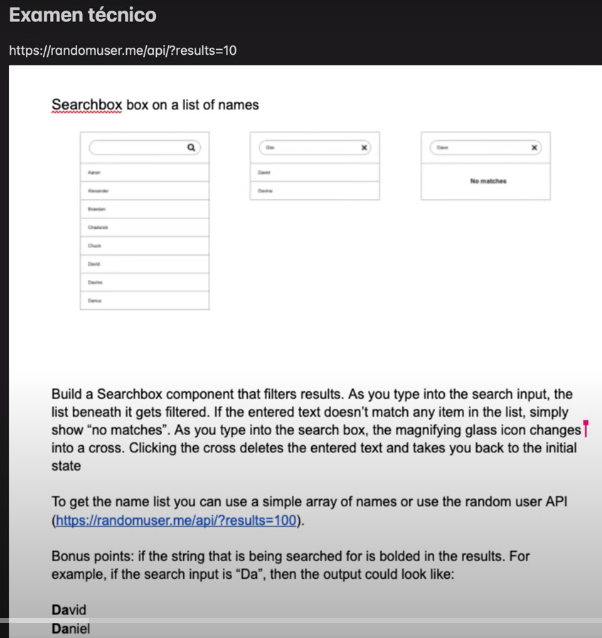 Examen técnico
https://randomuser.me/api/?results=10
Searchbox box on a list of names
Aaron
Alexander
Brandon
Chadwick
Chuck
David
Davina
Darius
Dav
David
Davina
No matches
Build a Searchbox component that filters results. As you type into the search input, the
list beneath it gets filtered. If the entered text doesn't match any item in the list, simply
show “no matches”. As you type into the search box, the magnifying glass icon changes
into a cross. Clicking the cross deletes the entered text and takes you back to the initial
state
To get the name list you can use a simple array of names or use the random user API
(https://randomuser.me/api/?results=100).
Bonus points: if the string that is being searched for is bolded in the results. For
example, if the search input is “Da”, then the output could look like:
David
Daniel